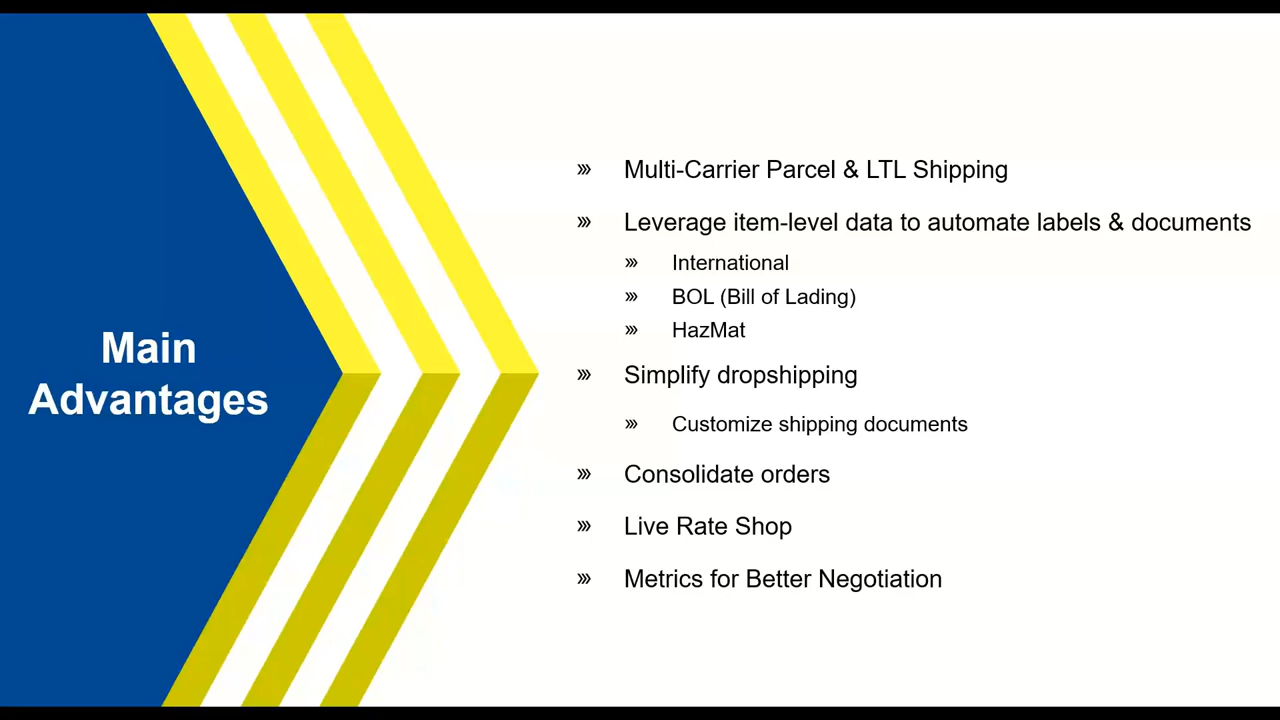 Main
Advantages
Multi-Carrier Parcel & LTL Shipping
Leverage item-level data to automate labels & documents
International
BOL (Bill of Lading)
HazMat
Simplify dropshipping
Customize shipping documents
Consolidate orders
Live Rate Shop
Metrics for Better Negotiation